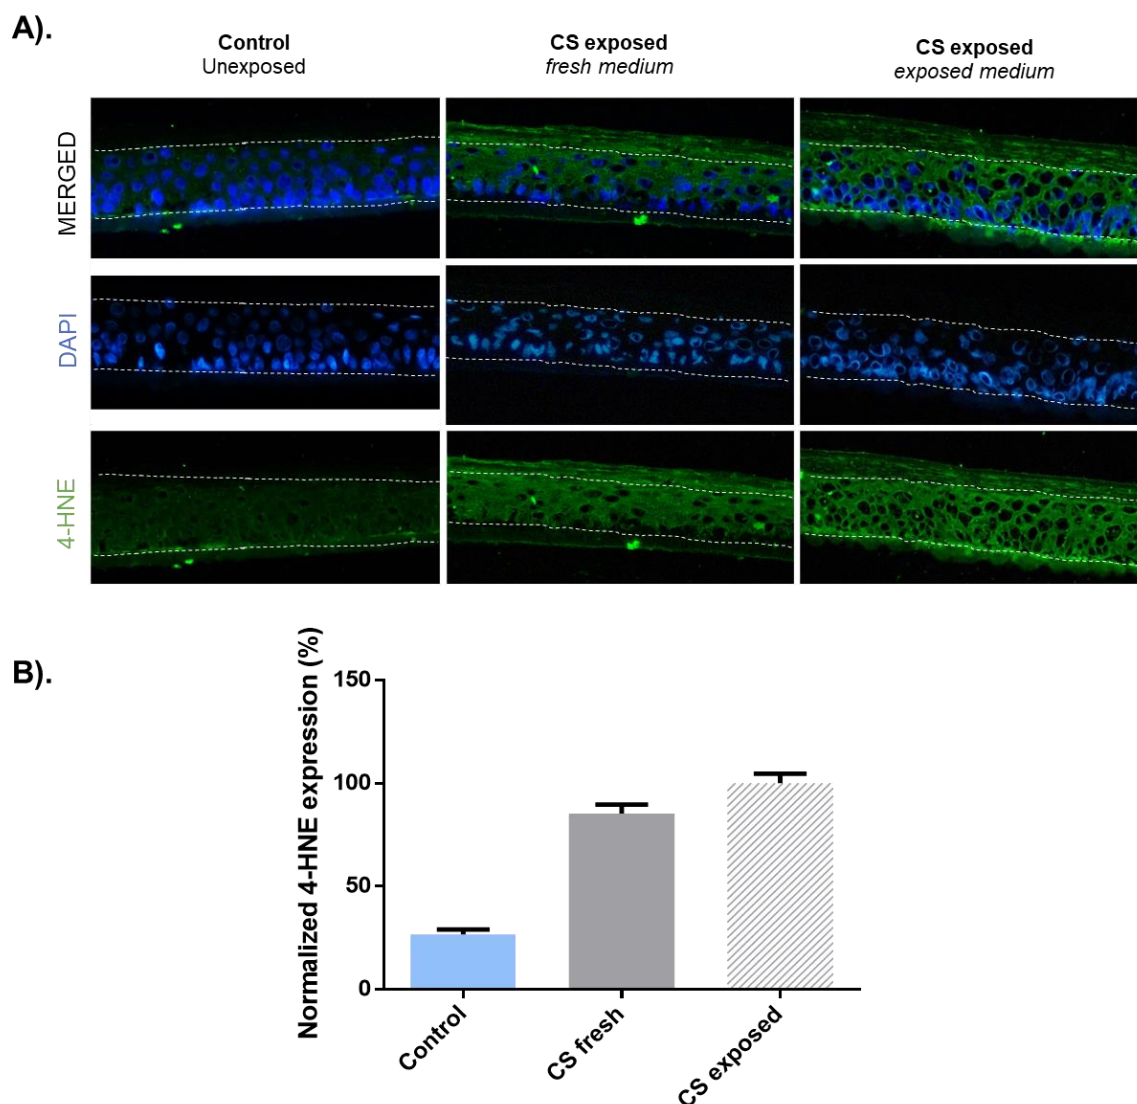 A).
Control
Unexposed
CS exposed
fresh medium
CS exposed
exposed medium
MERGED
DAPI
4-HNE
B).
Normalized 4-HNE expression (%)
150
100
50
0
Control
CS fresh
CS exposed